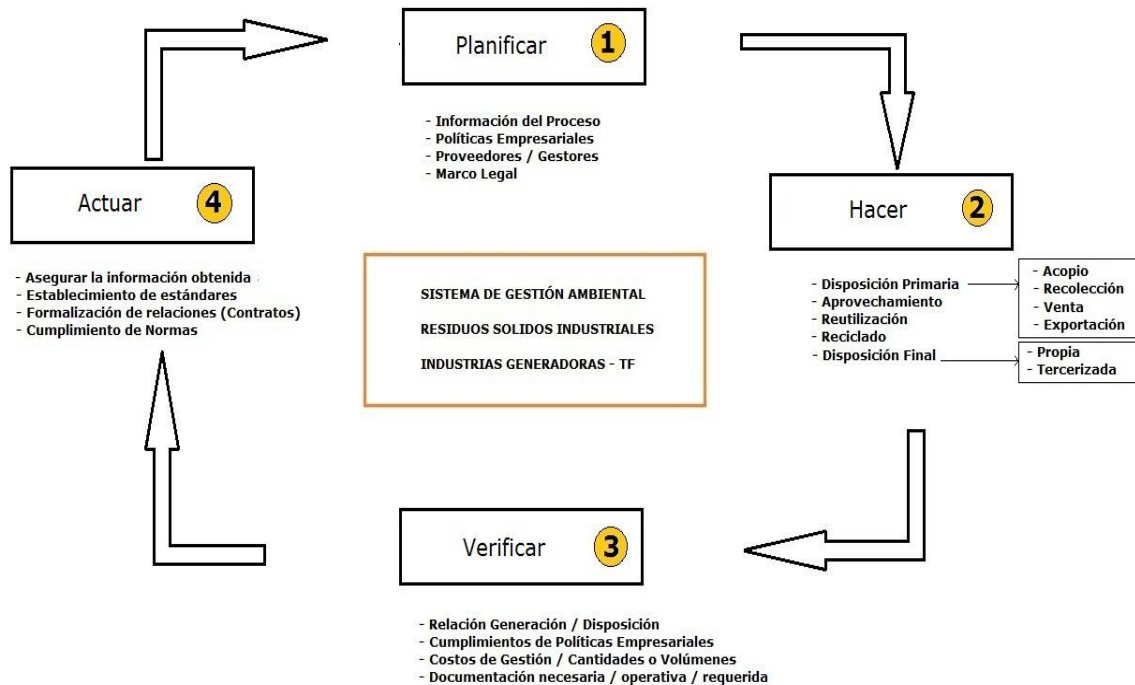 Planificar 1
- Información del Proceso
- Políticas Empresariales
- Proveedores / Gestores
- Marco Legal
Hacer 2
- Disposición Primaria
- Aprovechamiento
- Reutilización
- Reciclado
- Disposición Final
- Acopio
- Recolección
- Venta
- Exportación
- Propia
- Tercerizada
Verificar 3
- Relación Generación / Disposición
- Cumplimientos de Políticas Empresariales
- Costos de Gestión / Cantidades o Volúmenes
- Documentación necesaria / operativa / requerida
Actuar 4
- Asegurar la información obtenida
- Establecimiento de estándares
- Formalización de relaciones (Contratos)
- Cumplimiento de Normas
SISTEMA DE GESTIÓN AMBIENTAL
RESIDUOS SOLIDOS INDUSTRIALES
INDUSTRIAS GENERADORAS - TF